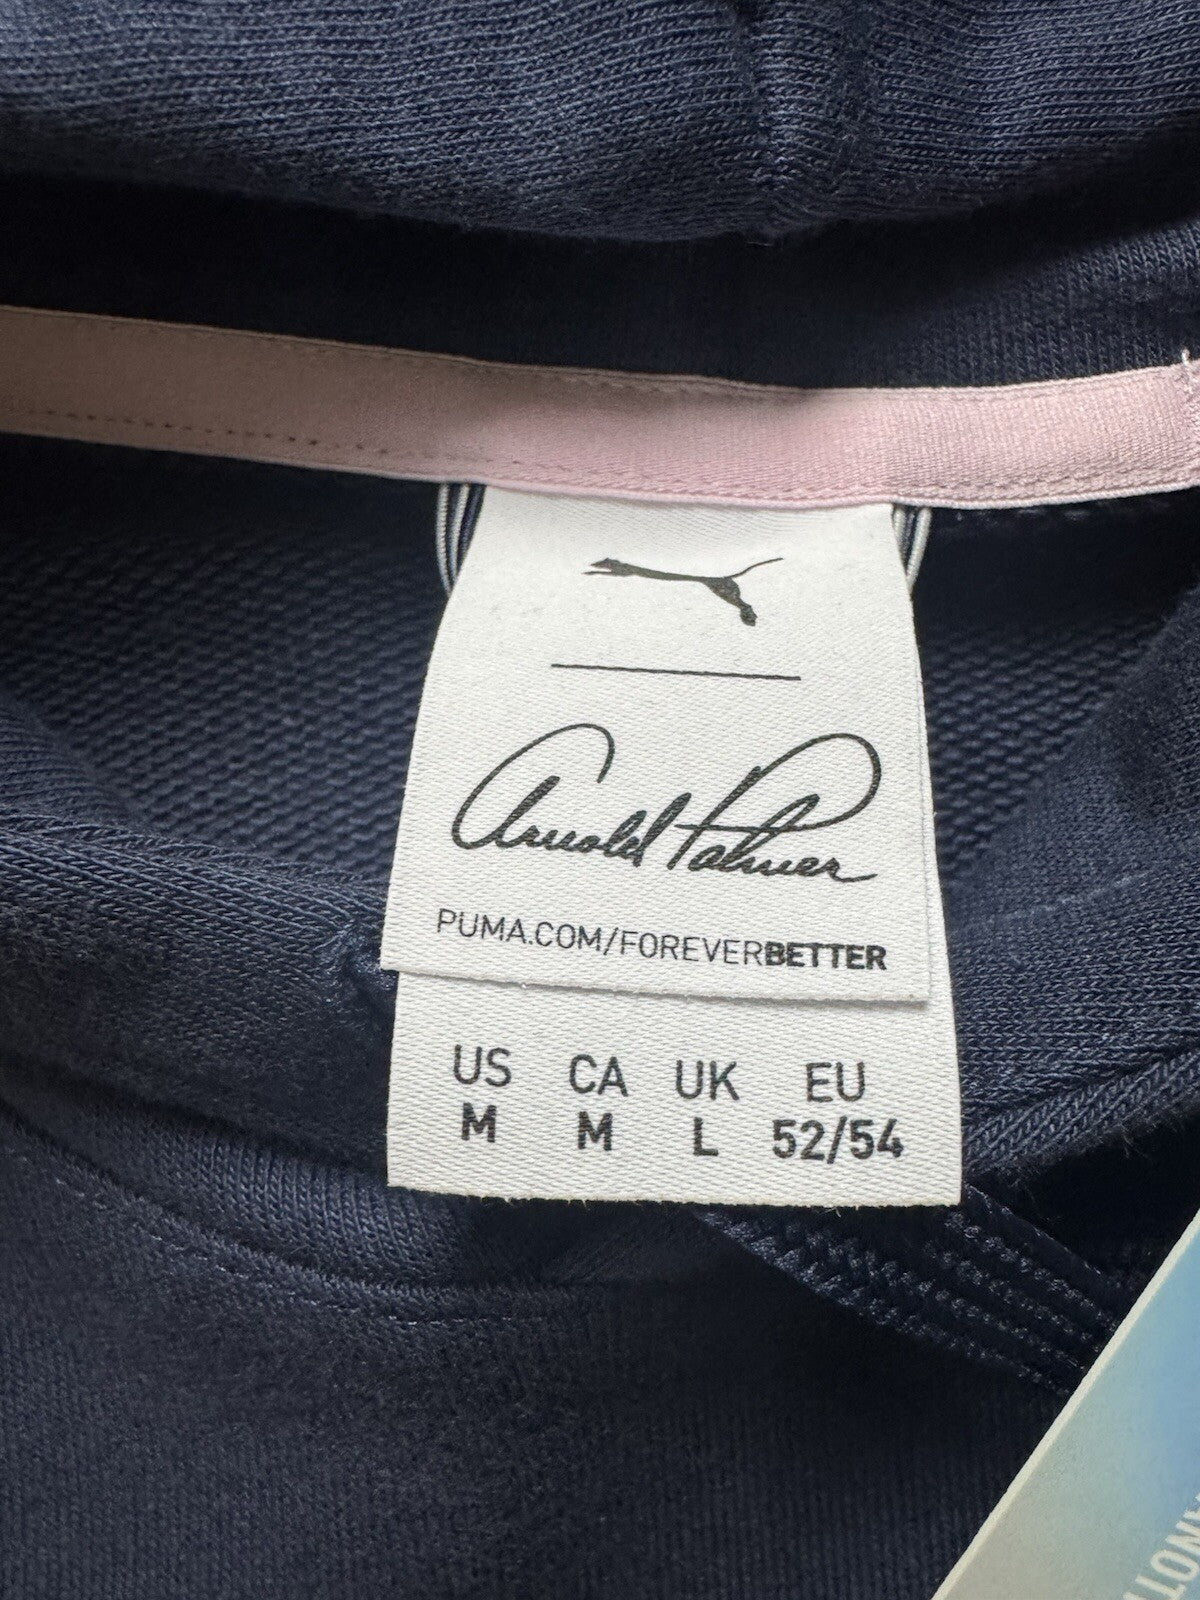 Arnold Palmer
PUMA.COM/FOREVERBETTER
US CA UK EU
M M L 52/54